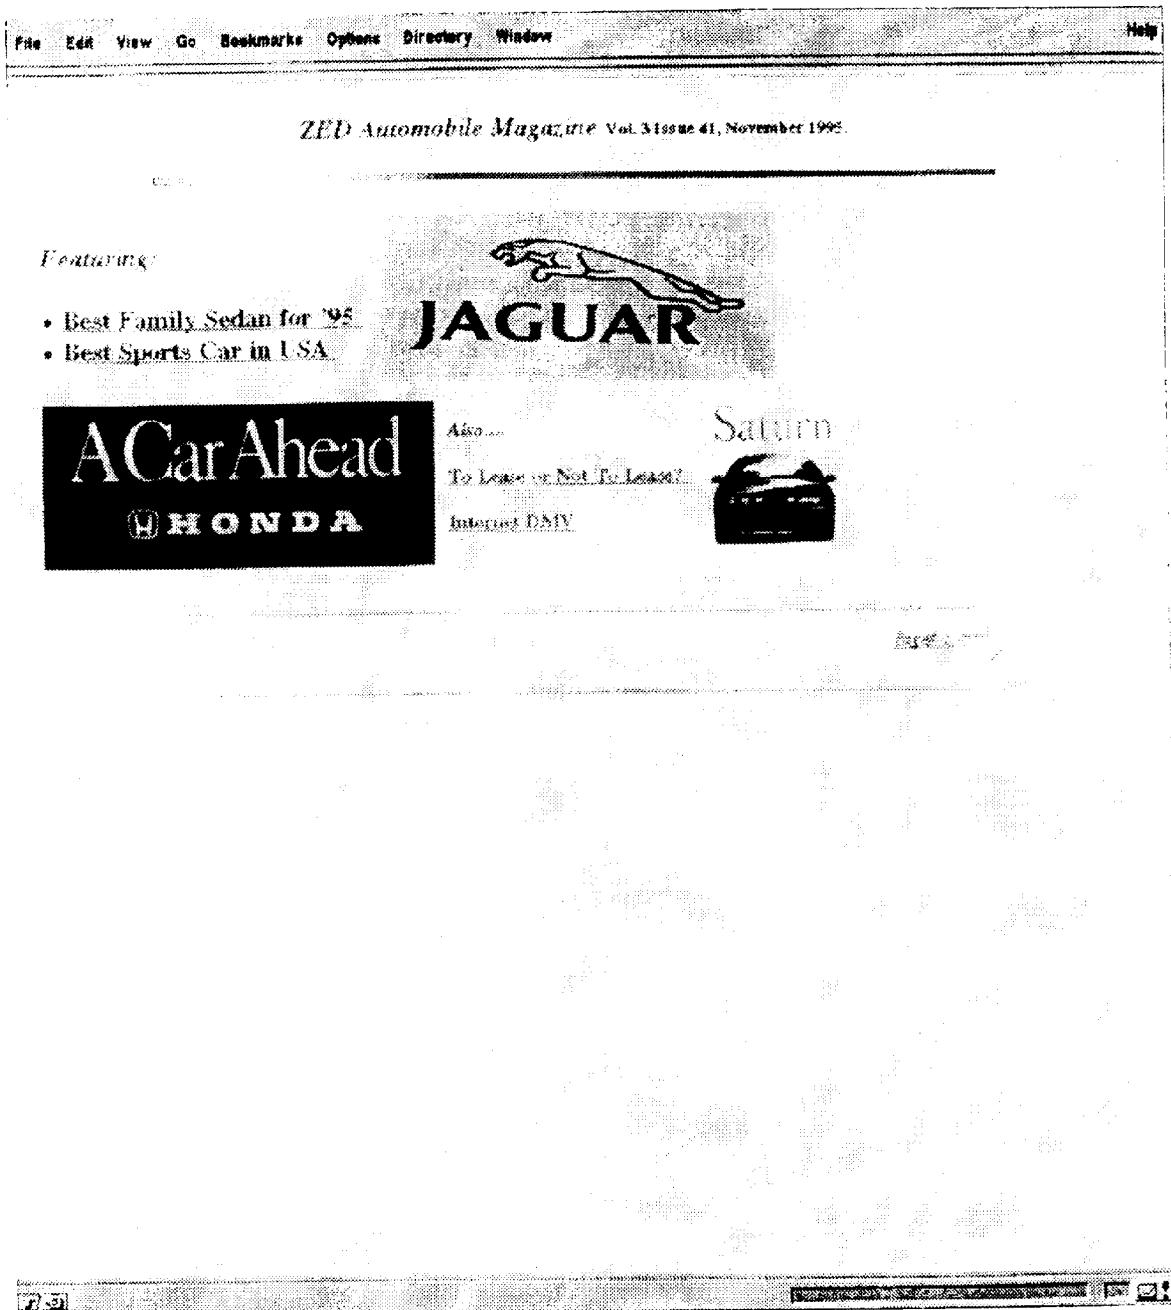 File Edit View Go Bookmarks Options Directory Window Help
ZED Automobile Magazine Vol. 3 Issue 41, November 1995.
Featuring:
• Best Family Sedan for '95
• Best Sports Car in USA
JAGUAR
A Car Ahead
HONDA
Also....
To Lease or Not To Lease?
Internet DMV
Saturn